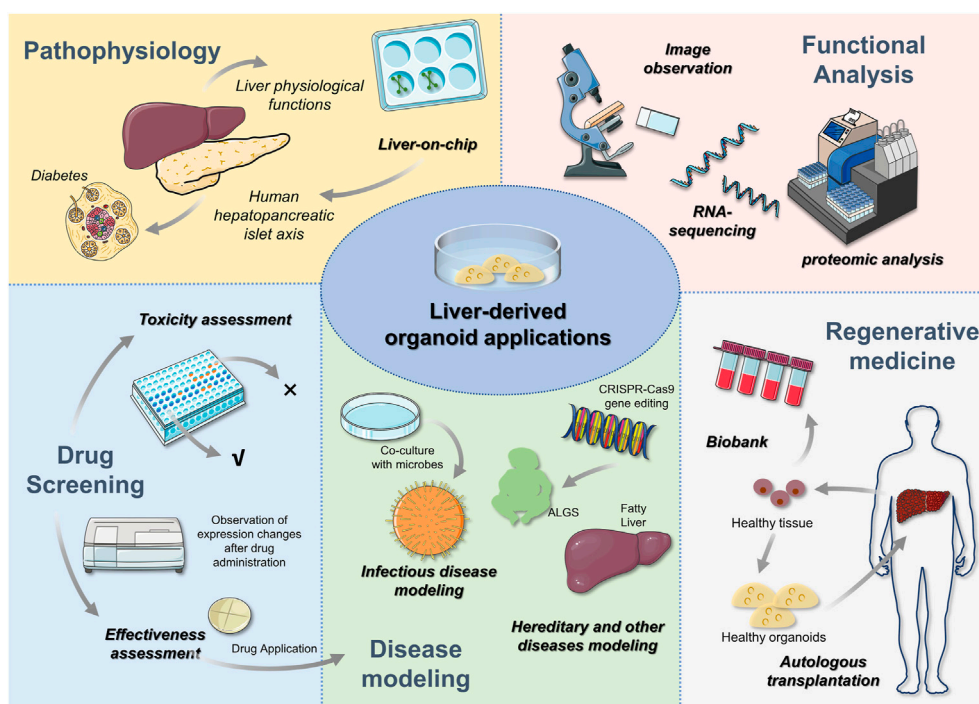 Pathophysiology
Liver physiological
functions
Liver-on-chip
Diabetes
Human
hepatopancreatic
islet axis
Functional
Analysis
Image
observation
RNA-
sequencing
proteomic analysis
Liver-derived
organoid applications
Drug
Screening
Toxicity assessment
×
√
Observation of
expression changes
after drug
administration
Effectiveness
assessment
Drug Application
Disease
modeling
Co-culture
with microbes
Infectious disease
modeling
CRISPR-Cas9
gene editing
ALGS
Fatty
Liver
Hereditary and other
diseases modeling
Regenerative
medicine
Biobank
Healthy tissue
Healthy organoids
Autologous
transplantation